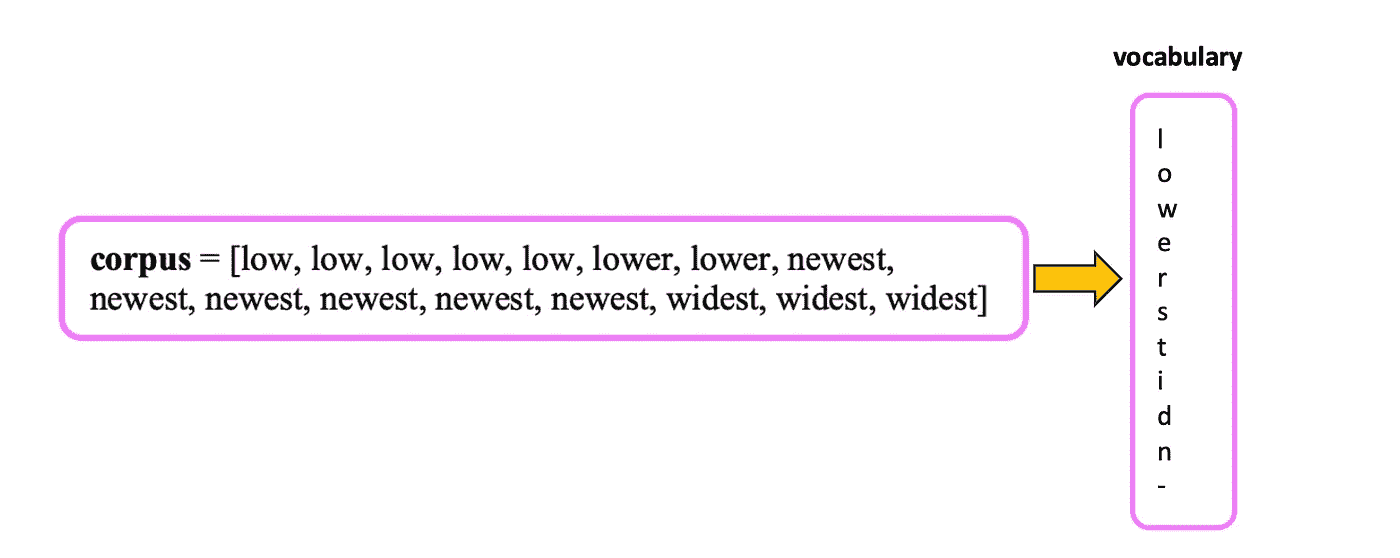 vocabulary
corpus = [low, low, low, low, low, lower, lower, newest,
newest, newest, newest, newest, newest, widest, widest, widest]
l
o
w
e
r
s
t
i
d
n
-